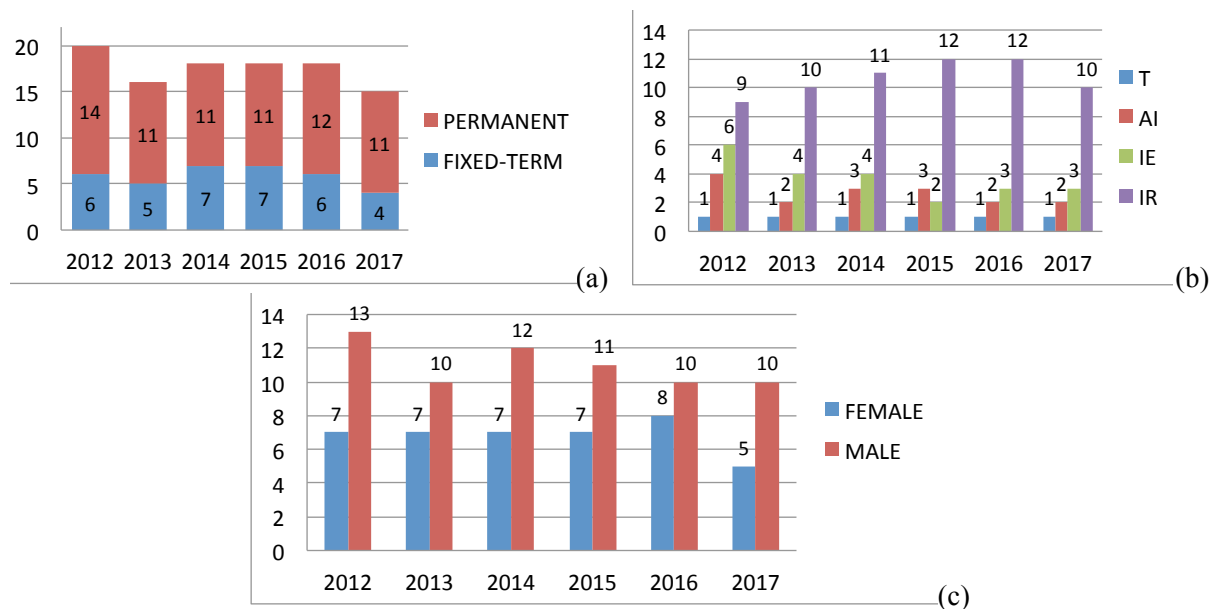 20
15
10
5
0
14 11 11 11 12 11
6 5 7 7 6 4
2012 2013 2014 2015 2016 2017
PERMANENT
FIXED-TERM
(a)
14
12
10
8
6
4
2
0
1 4 6 9 1 2 4 10 1 3 4 11 1 3 2 12 1 2 3 12 1 2 3 10
2012 2013 2014 2015 2016 2017
T
AI
IE
IR
(b)
14
12
10
8
6
4
2
0
7 13 7 10 7 12 7 11 8 10 5 10
2012 2013 2014 2015 2016 2017
FEMALE
MALE
(c)